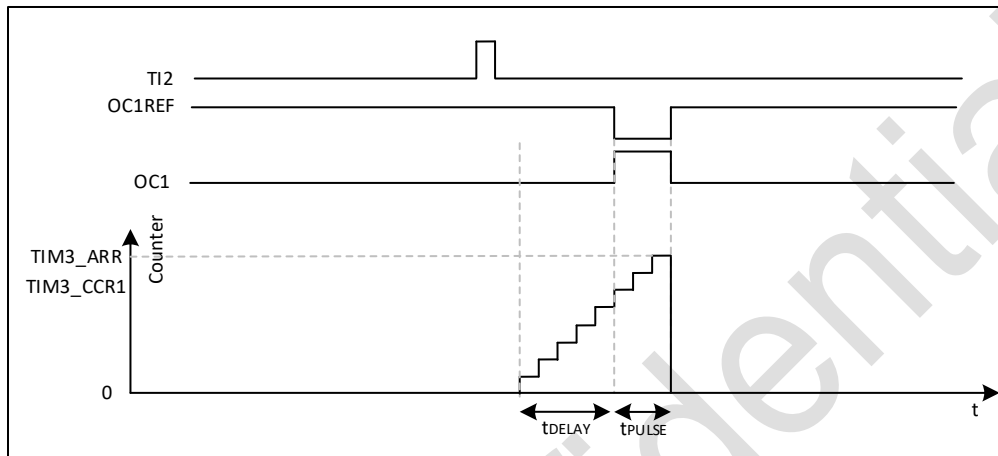 TI2
OC1REF
OC1
Counter
TIM3_ARR
TIM3_CCR1
0
tDELAY
tPULSE
t